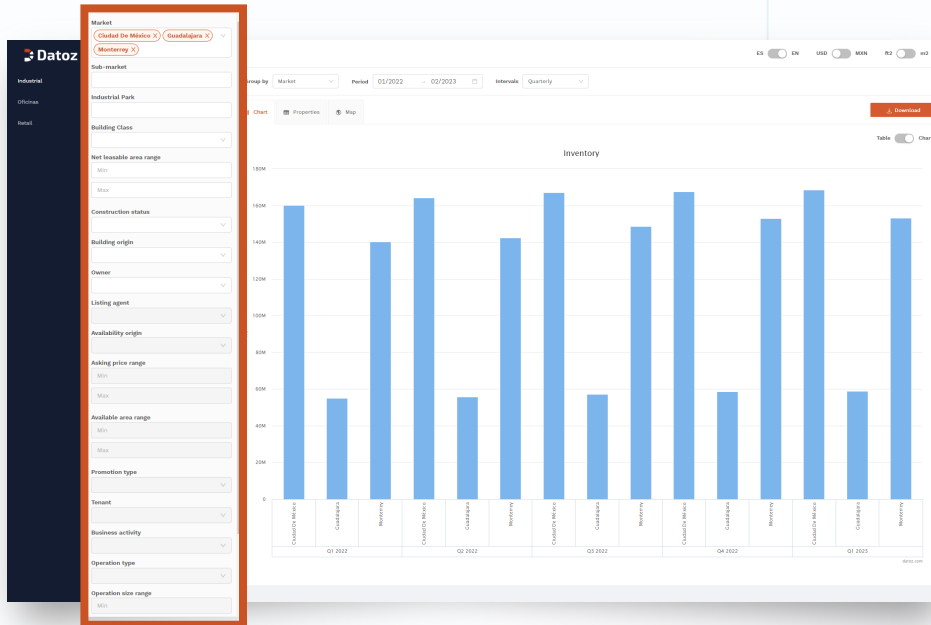 Datoz
Industrial
Oficinas
Retail
Market
Ciudad De México X
Guadalajara X
Monterrey X
Sub-market
Industrial Park
Building Class
Net leasable area range
Min
Max
Construction status
Building origin
Owner
Listing agent
Availability origin
Asking price range
Min
Max
Available area range
Min
Max
Promotion type
Tenant
Business activity
Operation type
Operation size range
Min
ES EN USD MXN ft2 m2
roup by Market Period 01/2022 → 02/2023 Intervals Quarterly
Chart Properties Map
Download
Table Char
Inventory
180M
160M
140M
120M
100M
80M
60M
40M
20M
0
Ciudad De México
Guadalajara
Monterrey
Ciudad De México
Guadalajara
Monterrey
Ciudad De México
Guadalajara
Monterrey
Ciudad De México
Guadalajara
Monterrey
Ciudad De México
Guadalajara
Monterrey
Q1 2022 Q2 2022 Q3 2022 Q4 2022 Q1 2023
datoz.com